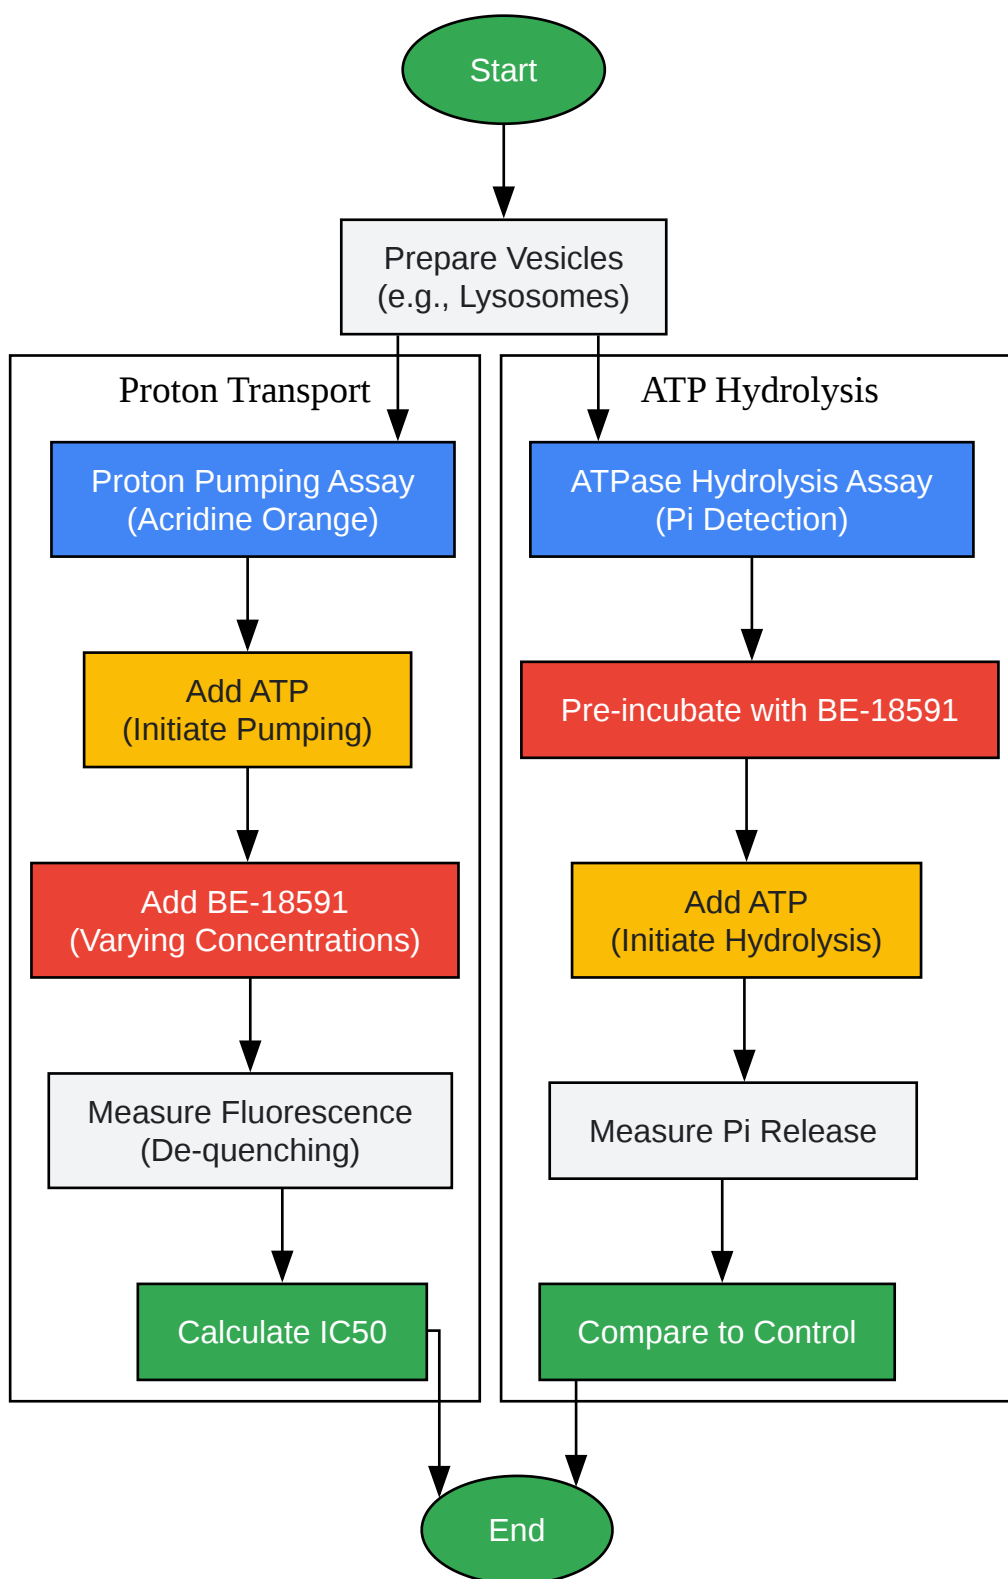 Start
Prepare Vesicles
(e.g., Lysosomes)
Proton Transport
Proton Pumping Assay
(Acridine Orange)
Add ATP
(Initiate Pumping)
Add BE-18591
(Varying Concentrations)
Measure Fluorescence
(De-quenching)
Calculate IC50
ATP Hydrolysis
ATPase Hydrolysis Assay
(Pi Detection)
Pre-incubate with BE-18591
Add ATP
(Initiate Hydrolysis)
Measure Pi Release
Compare to Control
End